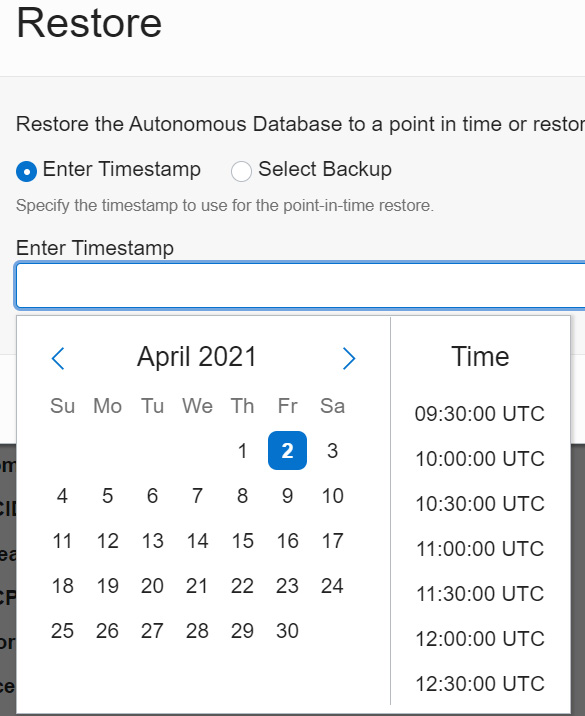 Restore
Restore the Autonomous Database to a point in time or restor
Enter Timestamp Select Backup
Specify the timestamp to use for the point-in-time restore.
Enter Timestamp
April 2021
Su Mo Tu We Th Fr Sa
1 2 3
4 5 6 7 8 9 10
11 12 13 14 15 16 17
18 19 20 21 22 23 24
25 26 27 28 29 30
Time
09:30:00 UTC
10:00:00 UTC
10:30:00 UTC
11:00:00 UTC
11:30:00 UTC
12:00:00 UTC
12:30:00 UTC